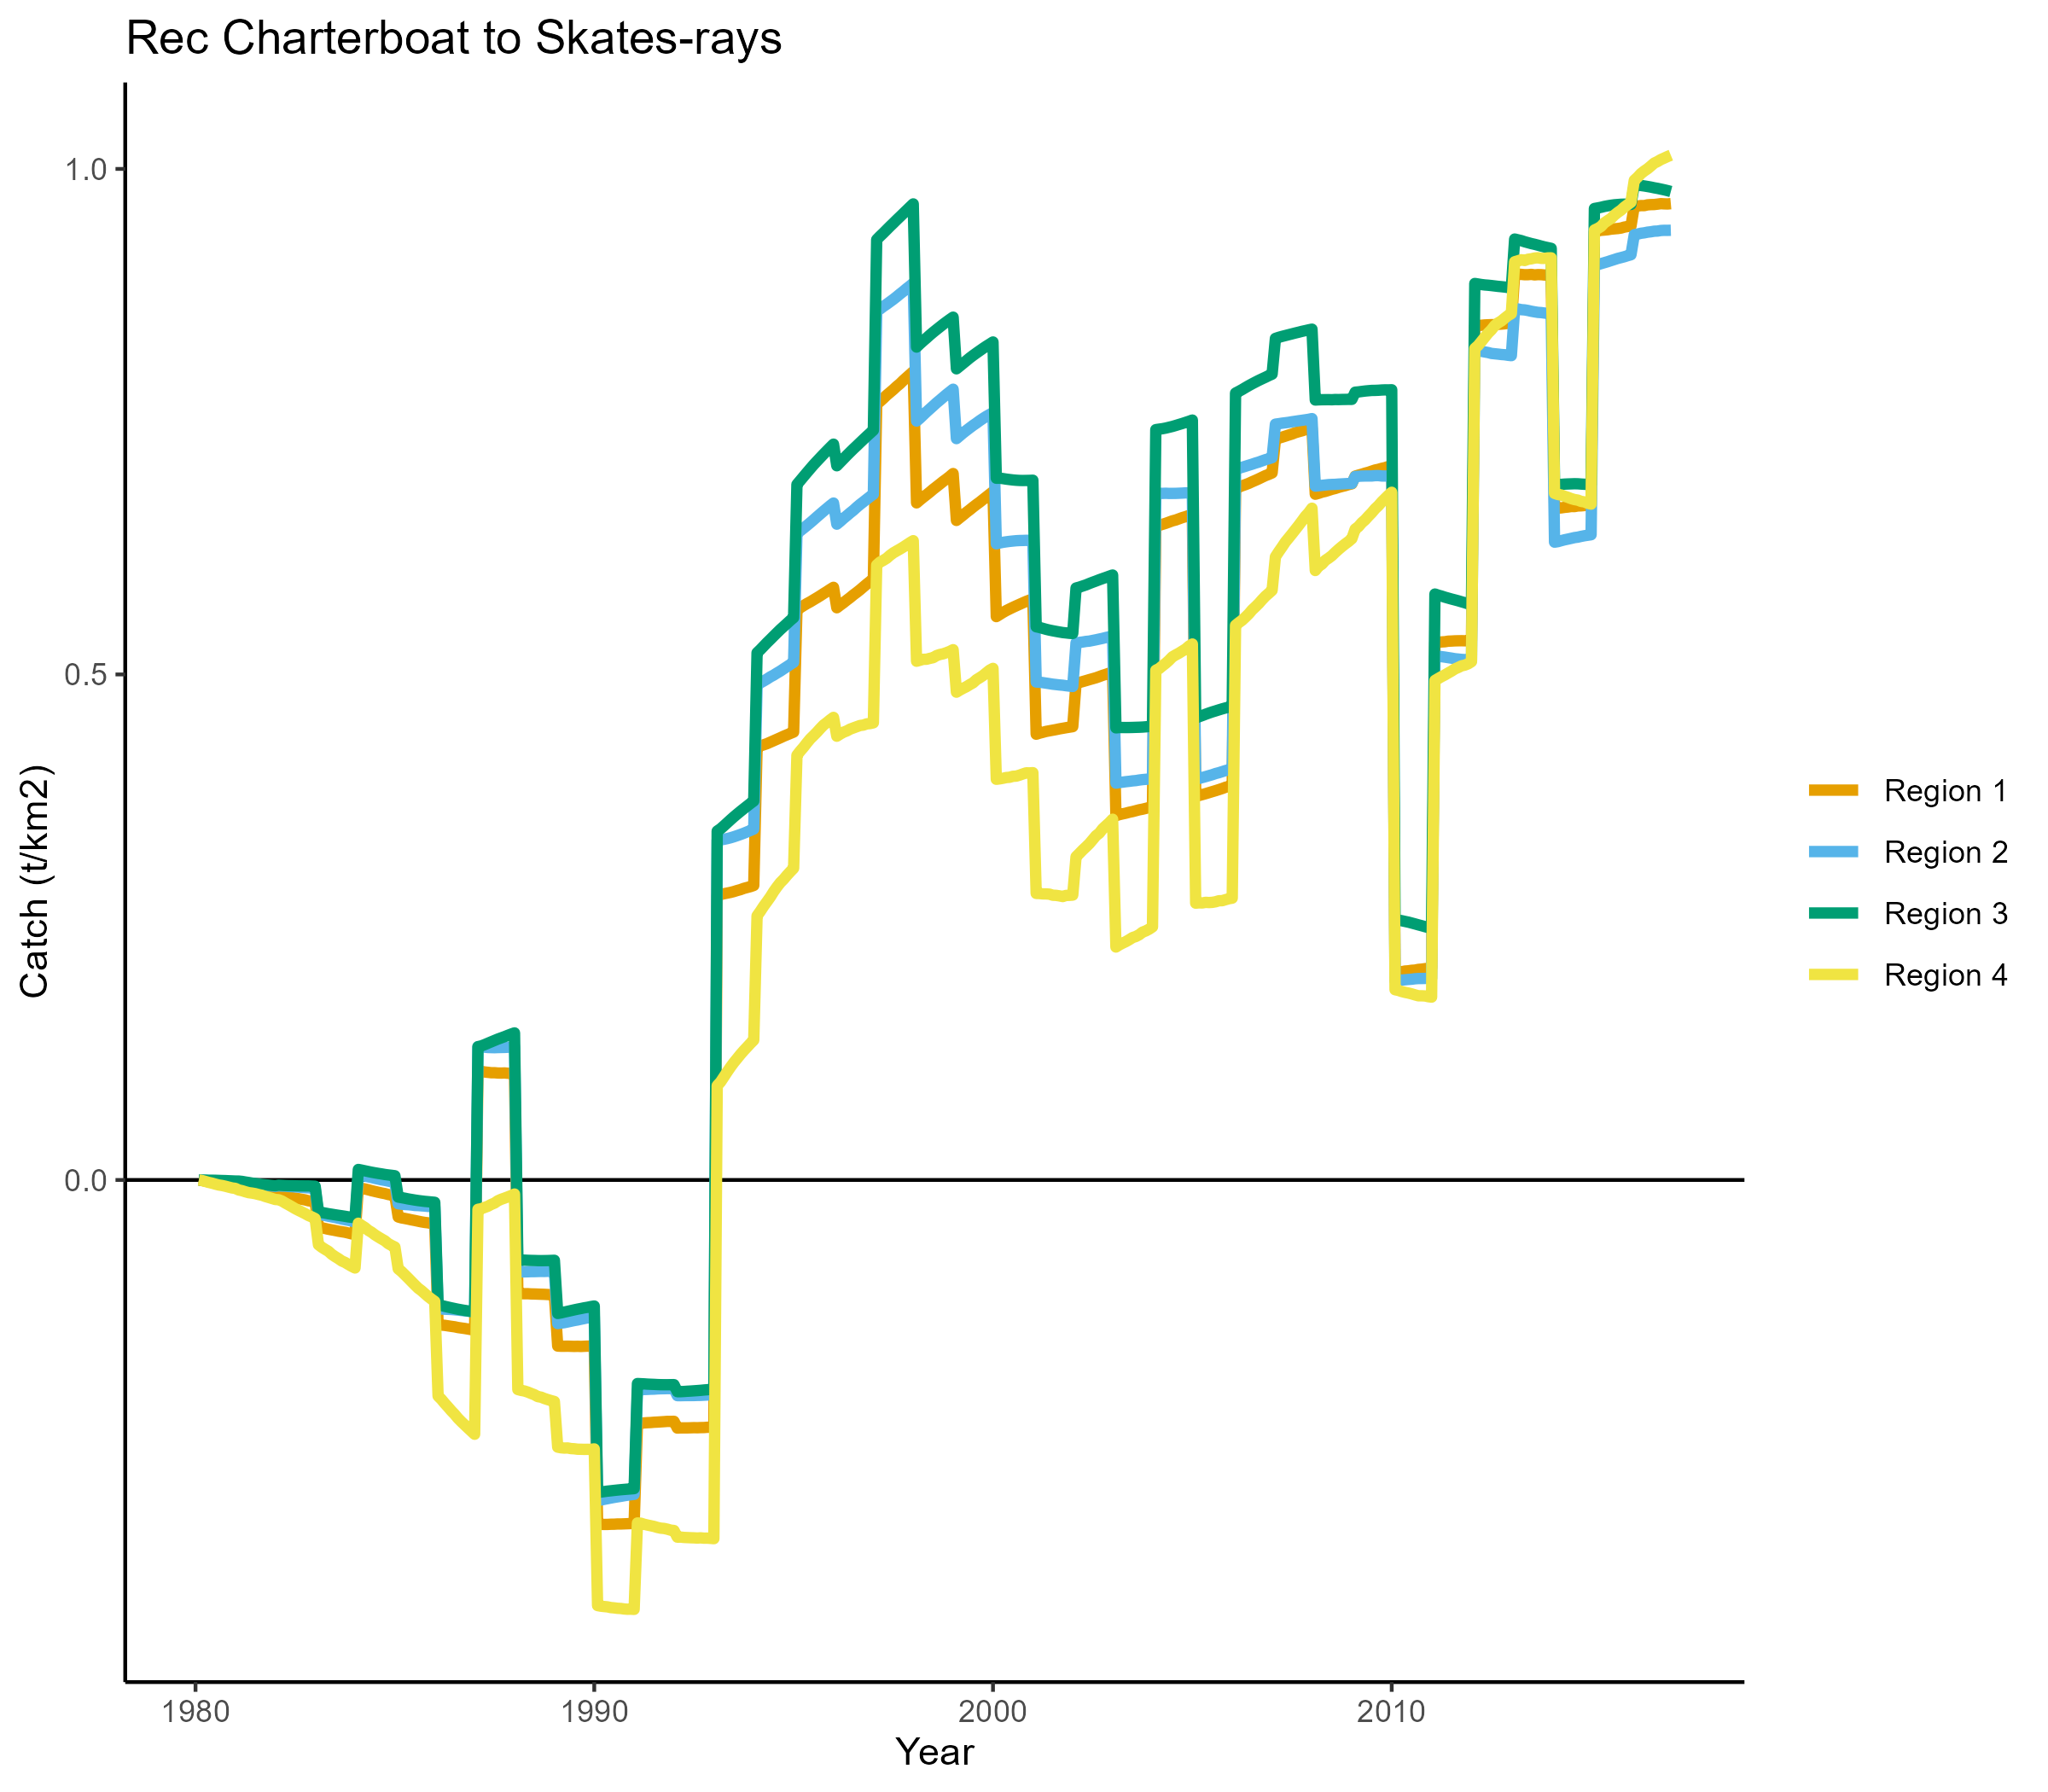 Rec Charterboat to Skates-rays
1.0
0.5
0.0
Catch (t/km2)
1980
1990
2000
2010
Year
Region 1
Region 2
Region 3
Region 4